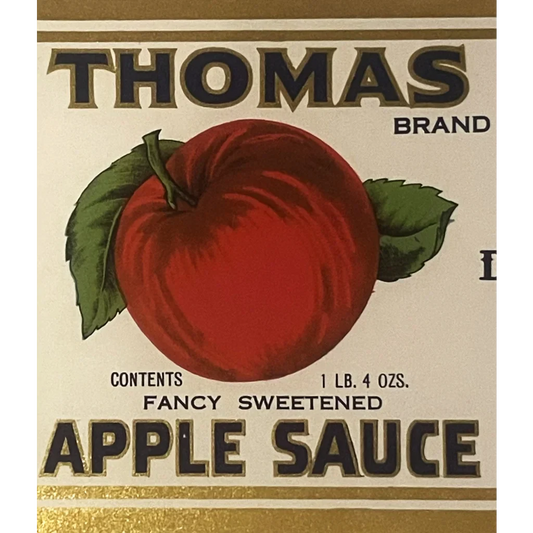 THOMAS
BRAND
CONTENTS 1 LB. 4 OZS.
FANCY SWEETENED
APPLE SAUCE